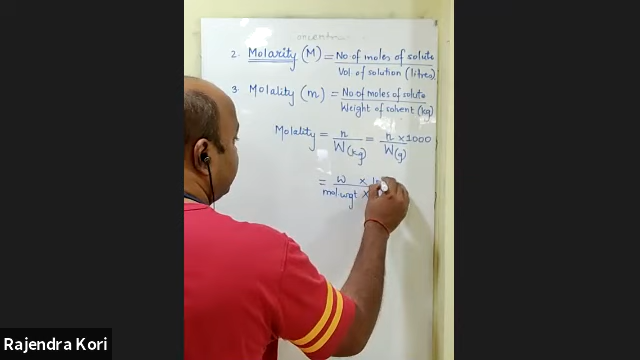 2. Molarity (M) = No. of moles of solute
Vol. of solution (litres)
3. Molality (m) = No. of moles of solute
Weight of solvent (kg)
Molality = n = n × 1000
W(kg) W(g)
= W ×
mol. wgt ×
Rajendra Kori